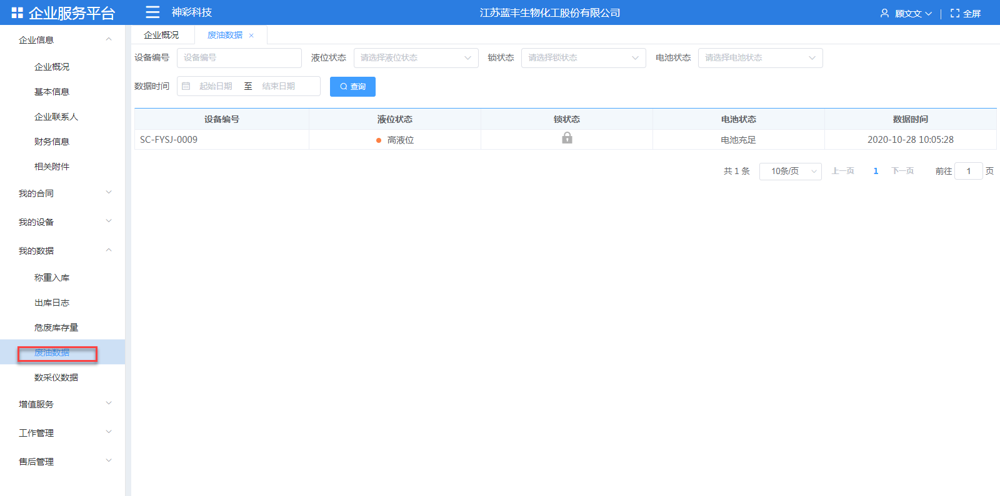 企业服务平台 神彩科技 江苏蓝丰生物化工股份有限公司 顾文文 全屏
企业信息
企业概况
基本信息
企业联系人
财务信息
相关附件
我的合同
我的设备
我的数据
称重入库
出库日志
危废库存量
废油数据
数采仪数据
增值服务
工作管理
售后管理
企业概况 废油数据 ×
设备编号 设备编号 液位状态 请选择液位状态 锁状态 请选择锁状态 电池状态 请选择电池状态
数据时间 起始日期 至 结束日期 查询
设备编号 液位状态 锁状态 电池状态 数据时间
SC-FYSJ-0009 高液位 电池充足 2020-10-28 10:05:28
共 1 条 10条/页 上一页 1 下一页 前往 1 页